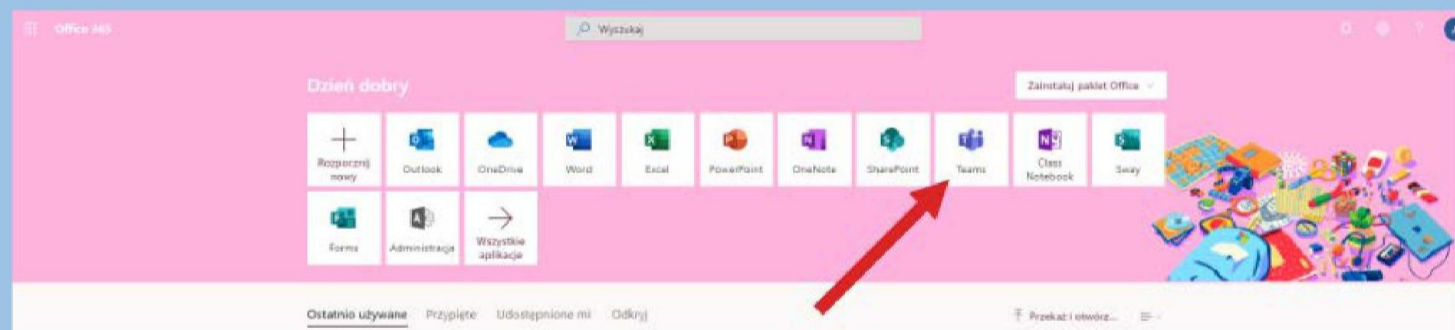 Office 365
Wyszukaj
?
Dzień dobry
Zainstaluj pakiet Office
Rozpocznij nowy
Outlook
OneDrive
Word
Excel
PowerPoint
OneNote
SharePoint
Teams
Class Notebook
Sway
Forms
Administracja
Wszystkie aplikacje
Ostatnio używane
Przypięte
Udostępnione mi
Odkryj
Przekaż i otwórz...